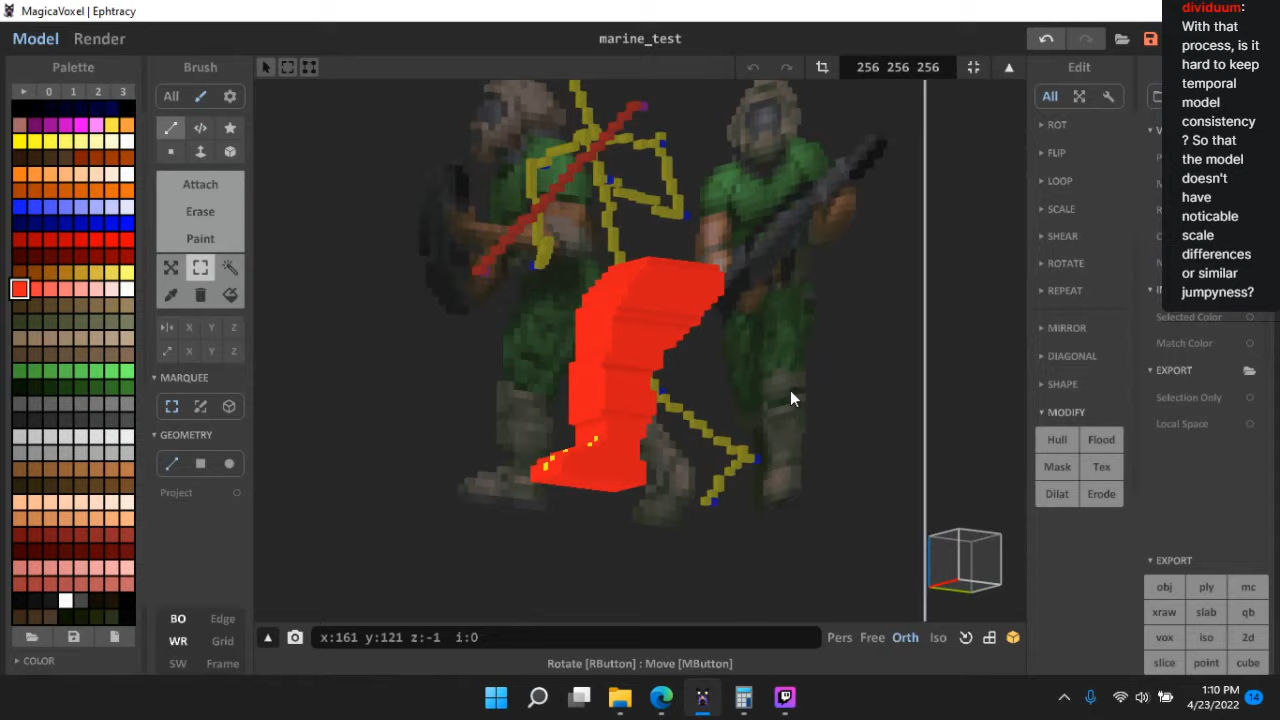 MagicaVoxel | Ephtracy
Model Render
marine_test
Palette
Brush
256 256 256
Edit
0 1 2 3
All
All
ROT
FLIP
LOOP
SCALE
SHEAR
ROTATE
REPEAT
MIRROR
DIAGONAL
SHAPE
MODIFY
Hull Flood
Mask Tex
Dilat Erode
Attach
Erase
Paint
X Y Z
X Y Z
MARQUEE
GEOMETRY
Project
BO Edge
WR Grid
SW Frame
COLOR
x:161 y:121 z:-1 i:0
Pers Free Orth Iso
Rotate [RButton] : Move [MButton]
dividuum:
With that
process, is it
hard to keep
temporal
model
consistency
? So that
the model
doesn't
have
noticable
scale
differences
or similar
jumpyness?
Selected Color
Match Color
EXPORT
Selection Only
Local Space
EXPORT
obj ply mc
xraw slab qb
vox iso 2d
slice point cube
1:10 PM
4/23/2022
14